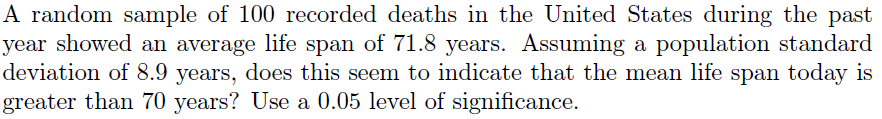 A random sample of 100 recorded deaths in the United States during the past
year showed an average life span of 71.8 years. Assuming a population standard
deviation of 8.9 years, does this seem to indicate that the mean life span today is
greater than 70 years? Use a 0.05 level of significance.